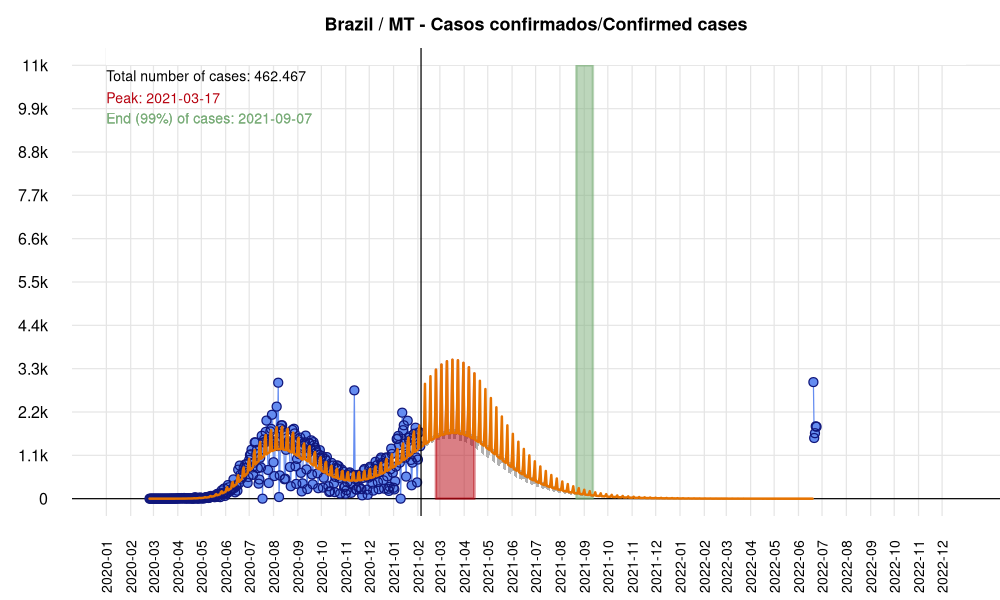 Brazil / MT - Casos confirmados/Confirmed cases
Total number of cases: 462.467
Peak: 2021-03-17
End (99%) of cases: 2021-09-07
11k
9.9k
8.8k
7.7k
6.6k
5.5k
4.4k
3.3k
2.2k
1.1k
0
2020-01
2020-02
2020-03
2020-04
2020-05
2020-06
2020-07
2020-08
2020-09
2020-10
2020-11
2020-12
2021-01
2021-02
2021-03
2021-04
2021-05
2021-06
2021-07
2021-08
2021-09
2021-10
2021-11
2021-12
2022-01
2022-02
2022-03
2022-04
2022-05
2022-06
2022-07
2022-08
2022-09
2022-10
2022-11
2022-12